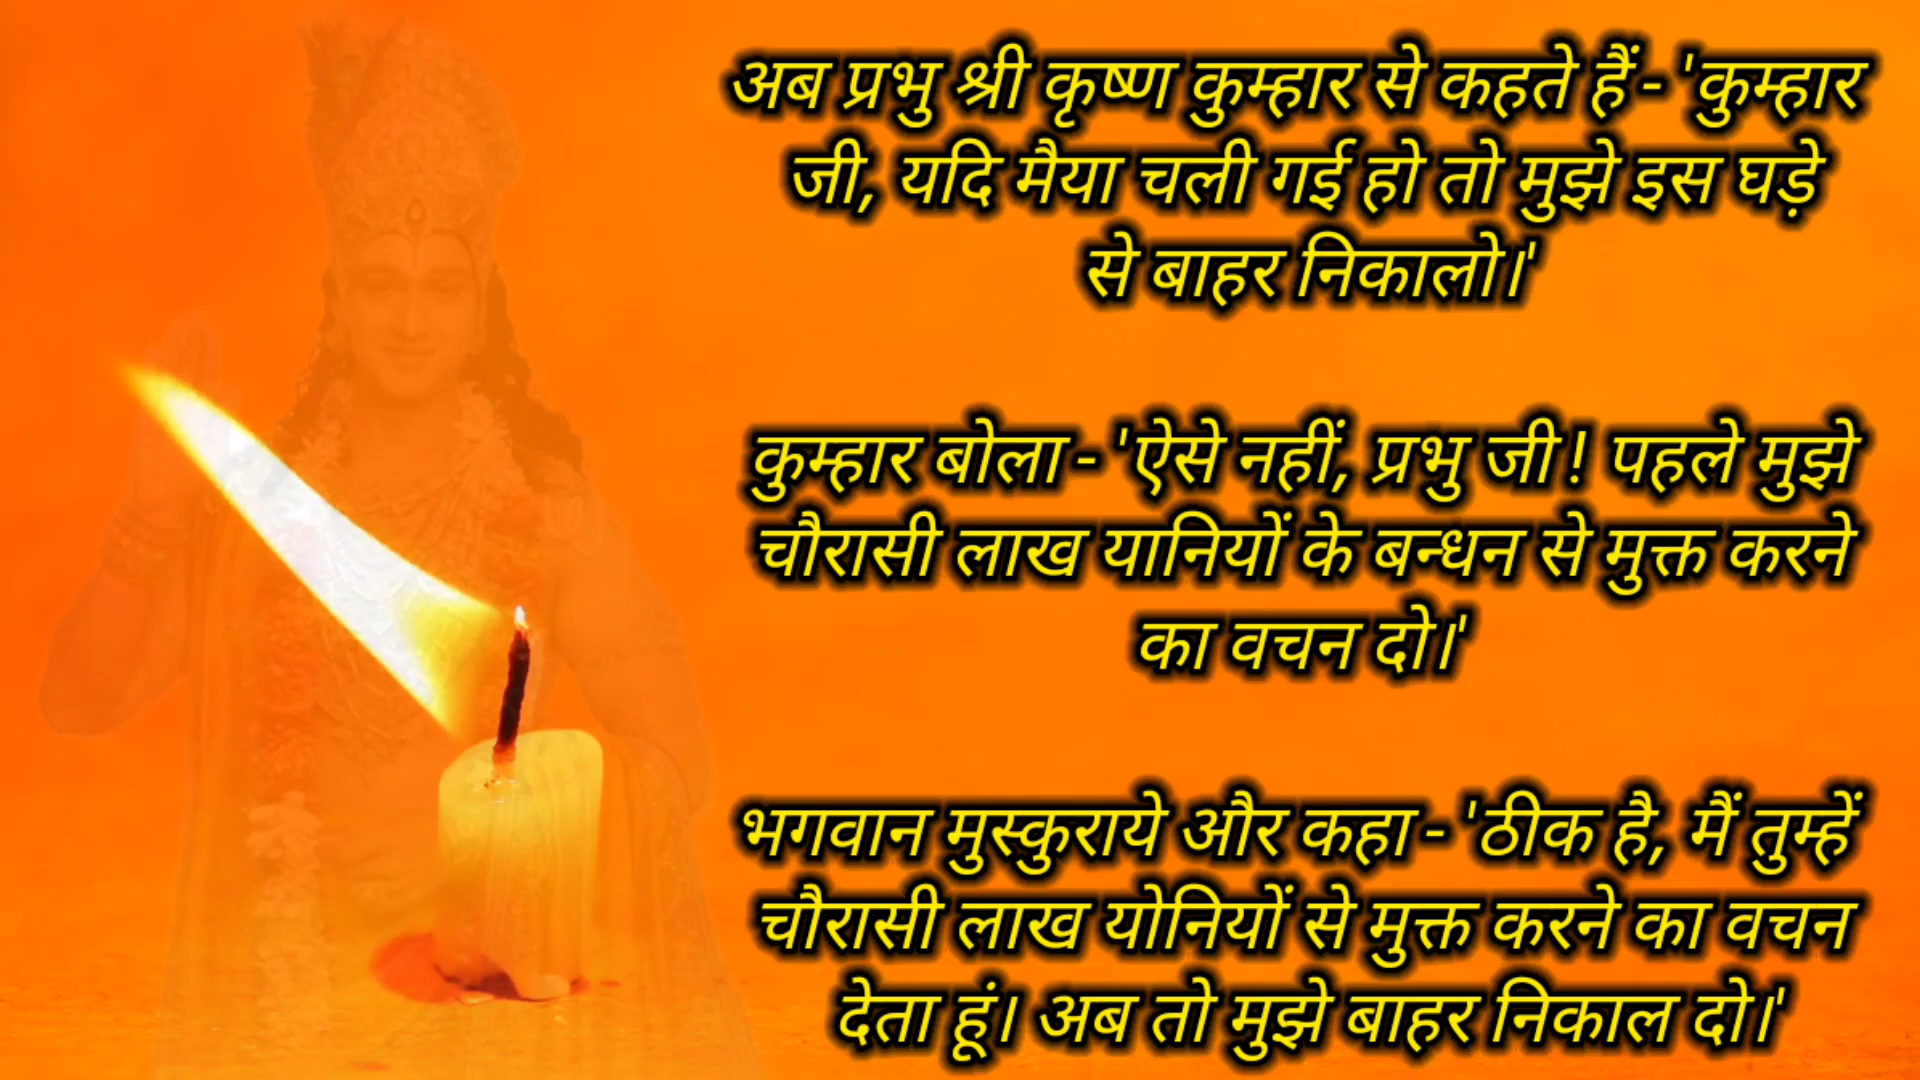 अब प्रभु श्री कृष्ण कुम्हार से कहते हैं- 'कुम्हार
जी, यदि मैया चली गई हो तो मुझे इस घड़े
से बाहर निकालो।'
कुम्हार बोला- 'ऐसे नहीं, प्रभु जी! पहले मुझे
चौरासी लाख यानियों के बन्धन से मुक्त करने
का वचन दो।'
भगवान मुस्कुराये और कहा- 'ठीक है, मैं तुम्हें
चौरासी लाख योनियों से मुक्त करने का वचन
देता हूं। अब तो मुझे बाहर निकाल दो।'